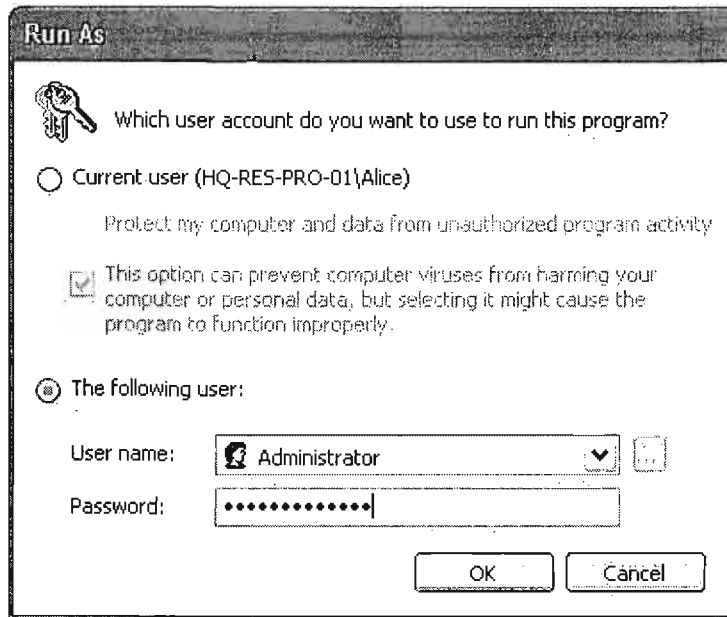 Run As
Which user account do you want to use to run this program?
Current user (HQ-RES-PRO-01\Alice)
Protect my computer and data from unauthorized program activity
This option can prevent computer viruses from harming your
computer or personal data, but selecting it might cause the
program to function improperly.
The following user:
User name: Administrator
Password: •••••••••••••
OK Cancel